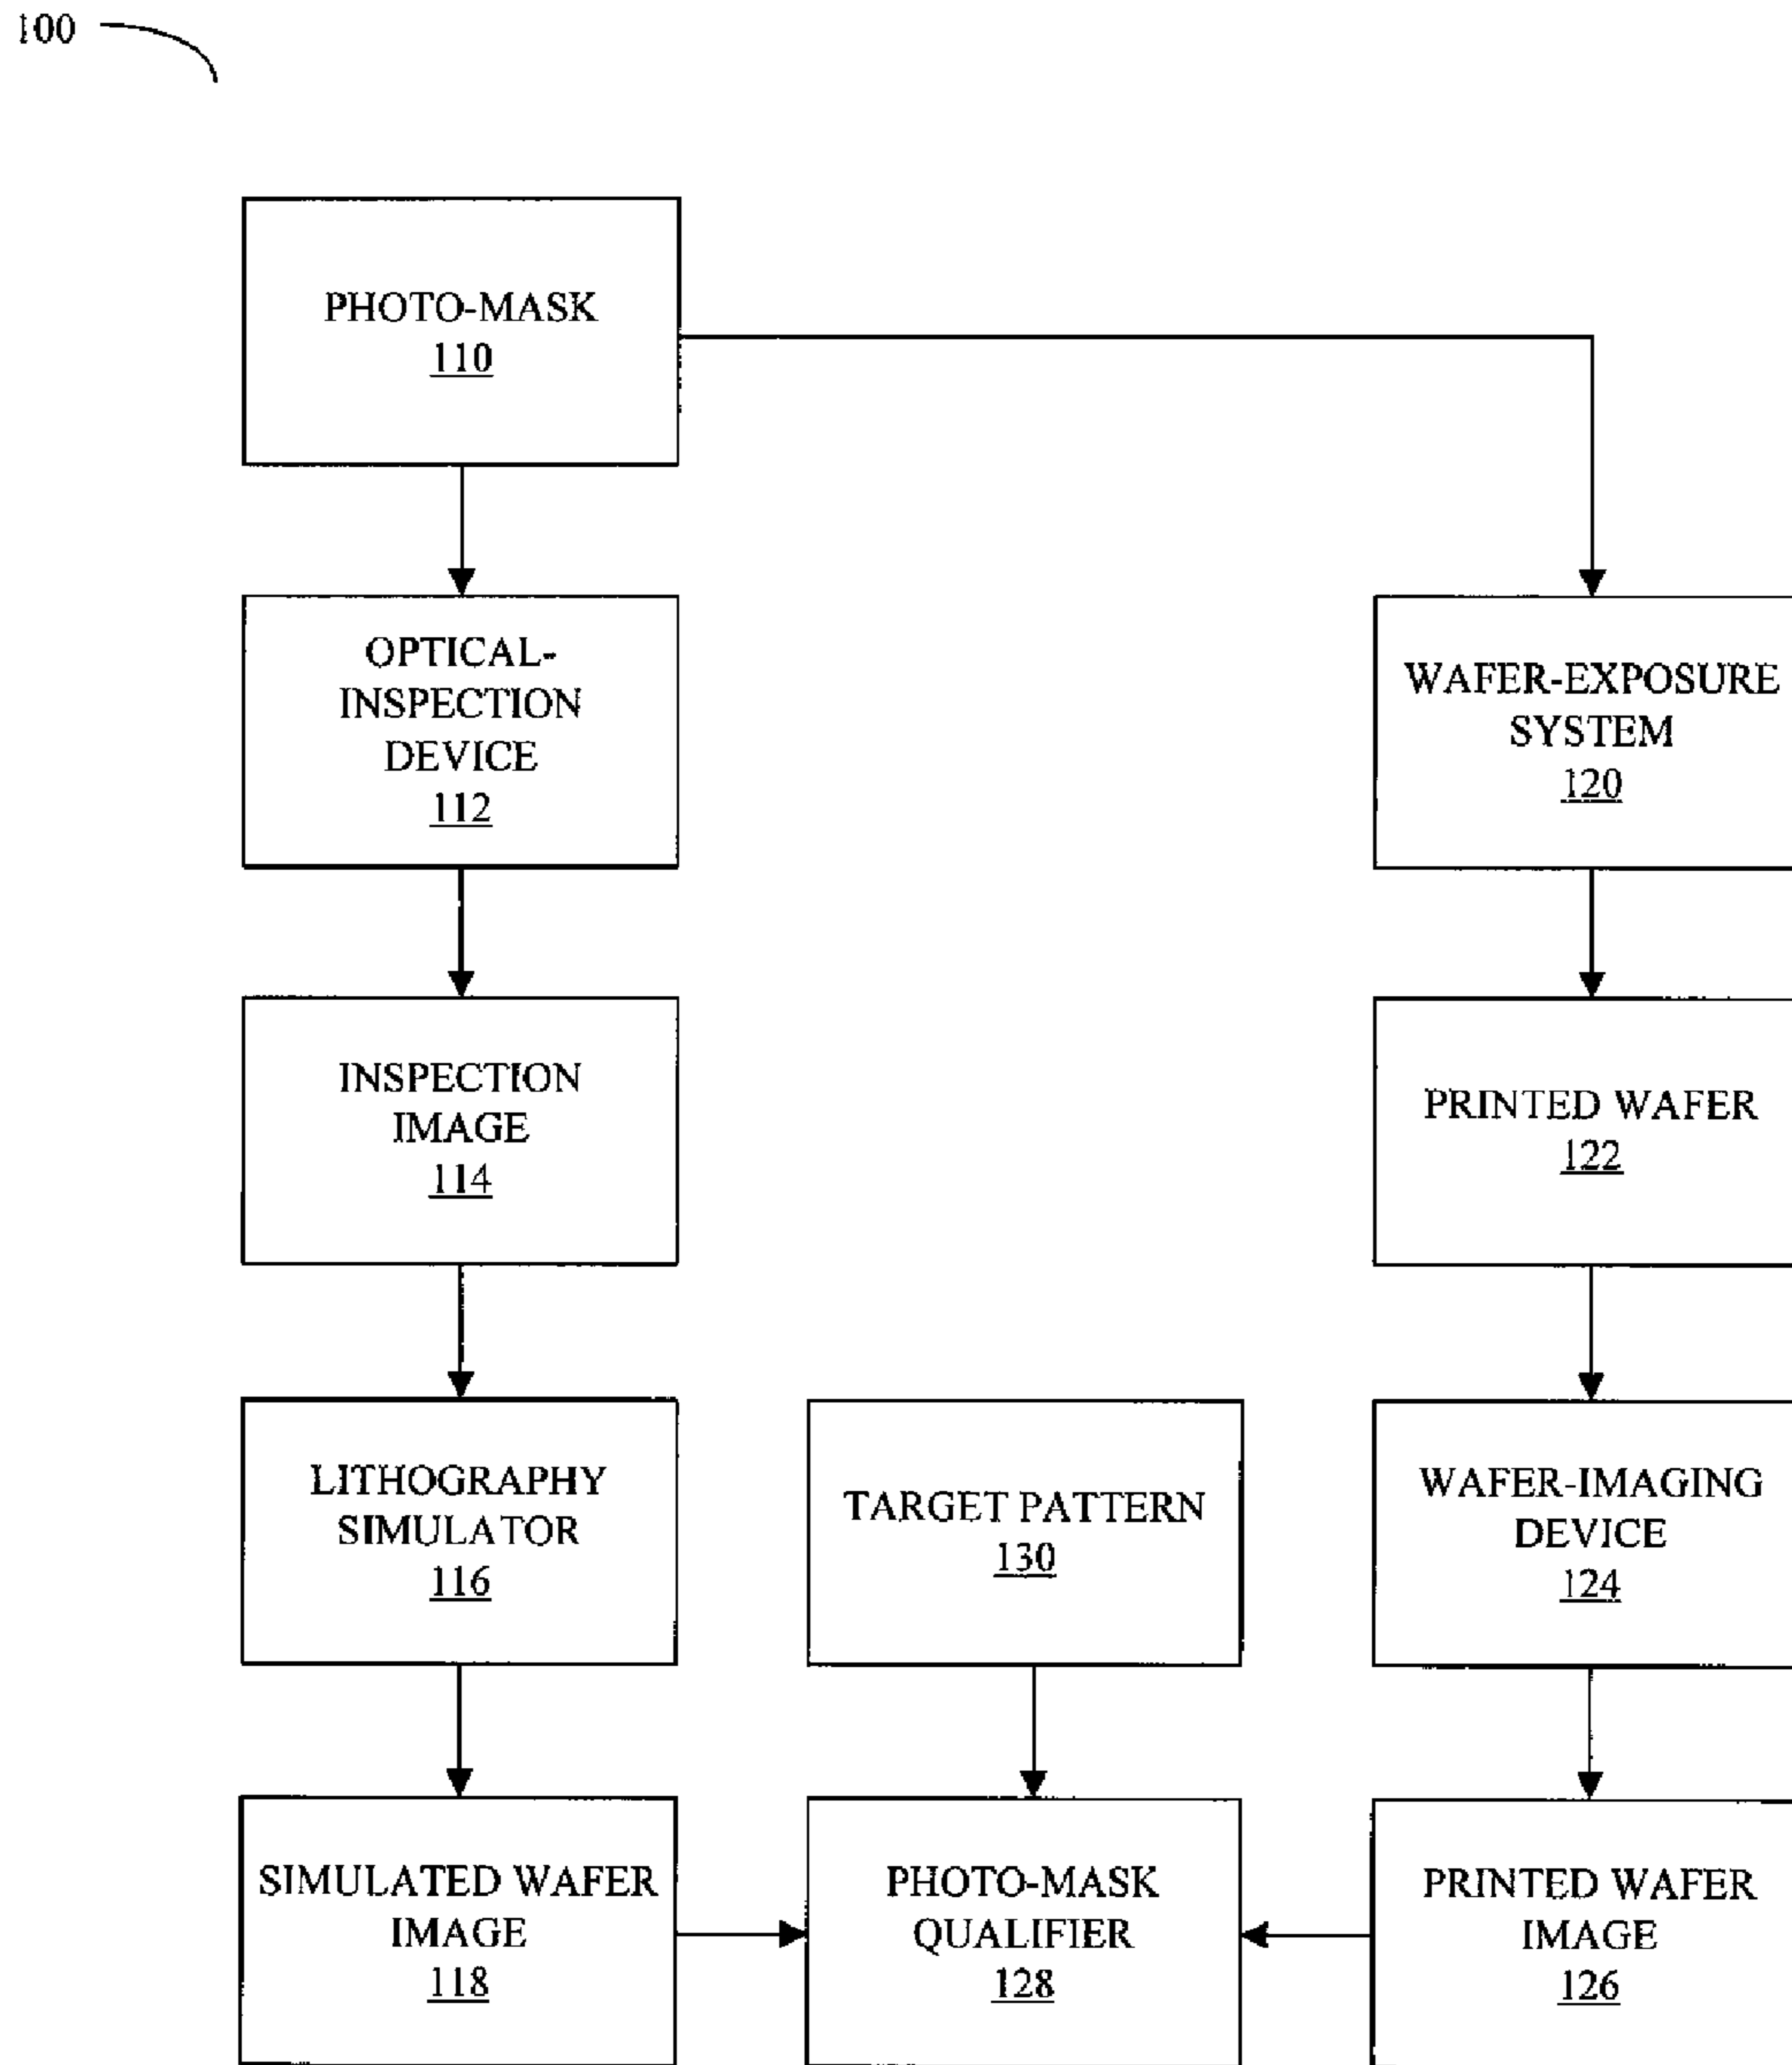 100
PHOTO-MASK
110
OPTICAL-
INSPECTION
DEVICE
112
WAFER-EXPOSURE
SYSTEM
120
INSPECTION
IMAGE
114
PRINTED WAFER
122
LITHOGRAPHY
SIMULATOR
116
TARGET PATTERN
130
WAFER-IMAGING
DEVICE
124
SIMULATED WAFER
IMAGE
118
PHOTO-MASK
QUALIFIER
128
PRINTED WAFER
IMAGE
126